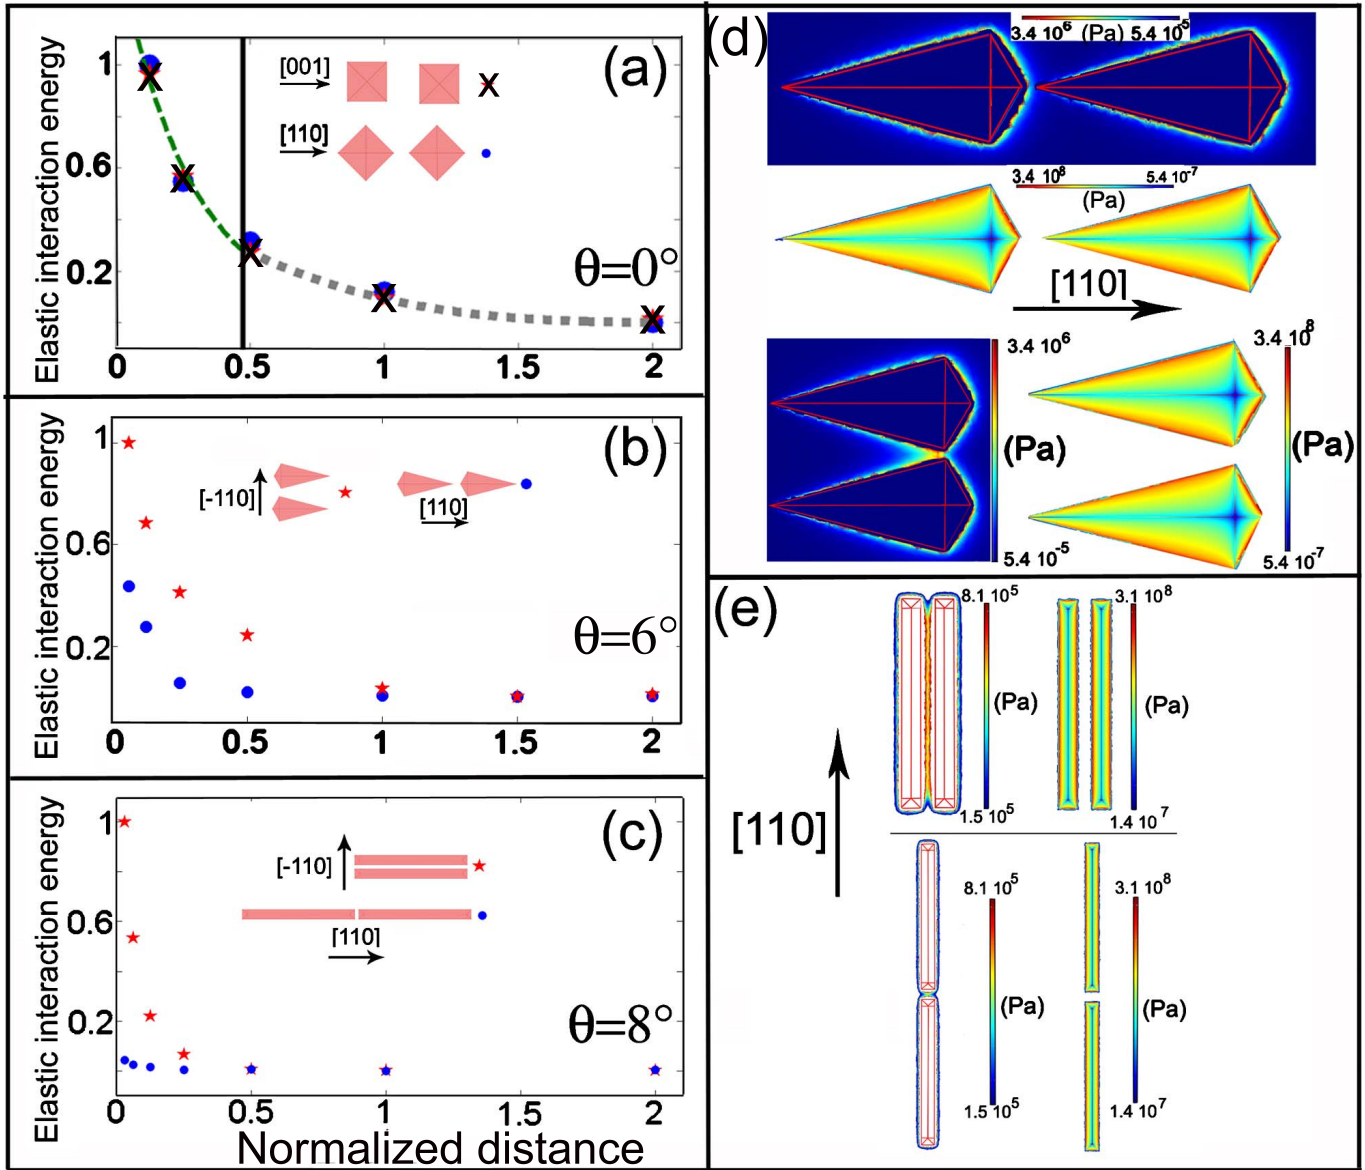 (a)
Elastic interaction energy
1
0.6
0.2
[001]
[110]
θ=0°
0 0.5 1 1.5 2
(b)
Elastic interaction energy
1
0.6
0.2
[-110]
[110]
θ=6°
0 0.5 1 1.5 2
(c)
Elastic interaction energy
1
0.6
0.2
[-110]
[110]
θ=8°
0 0.5 1 1.5 2
Normalized distance
(d)
3.4 10⁶ (Pa) 5.4 10⁻⁵
3.4 10⁸ 5.4 10⁻⁷
(Pa)
[110]
3.4 10⁶
(Pa)
5.4 10⁻⁵
3.4 10⁸
(Pa)
5.4 10⁻⁷
(e)
[110]
8.1 10⁵
(Pa)
1.5 10⁵
3.1 10⁸
(Pa)
1.4 10⁷
8.1 10⁵
(Pa)
1.5 10⁵
3.1 10⁸
(Pa)
1.4 10⁷